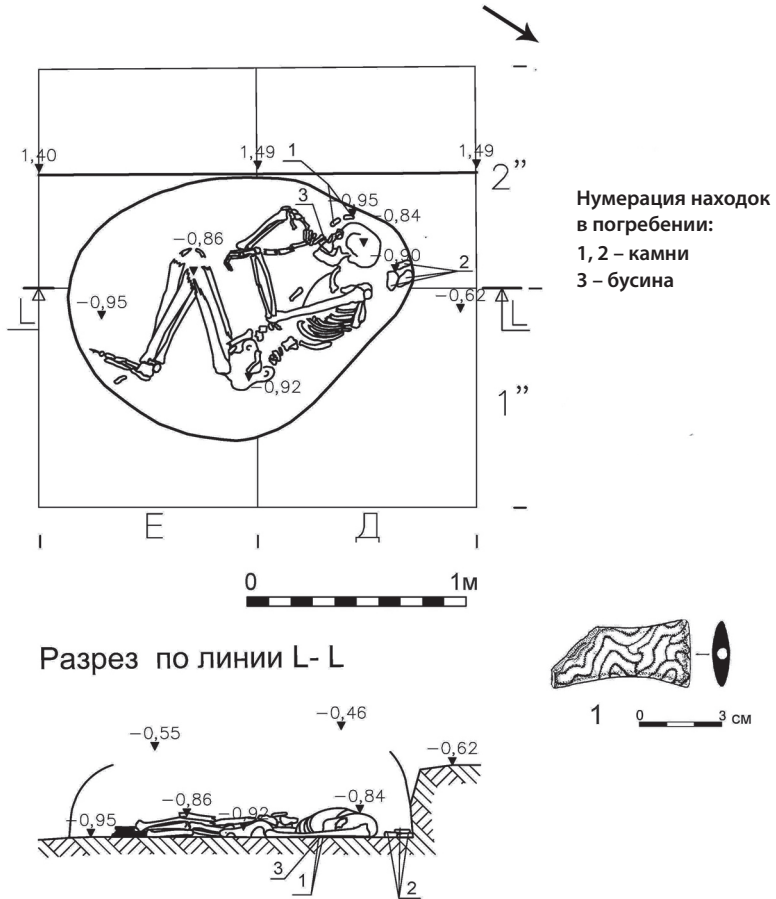 1,40
1,49
1
1,49
2”
3
−0,95
−0,84
−0,86
−0,90
2
−0,95
−0,62
L
L
−0,92
1”
Е
Д
0
1м
Нумерация находок
в погребении:
1, 2 – камни
3 – бусина
Разрез по линии L- L
−0,55
−0,46
−0,62
−0,95
−0,86
−0,92
−0,84
3
1
2
1
0
3 см